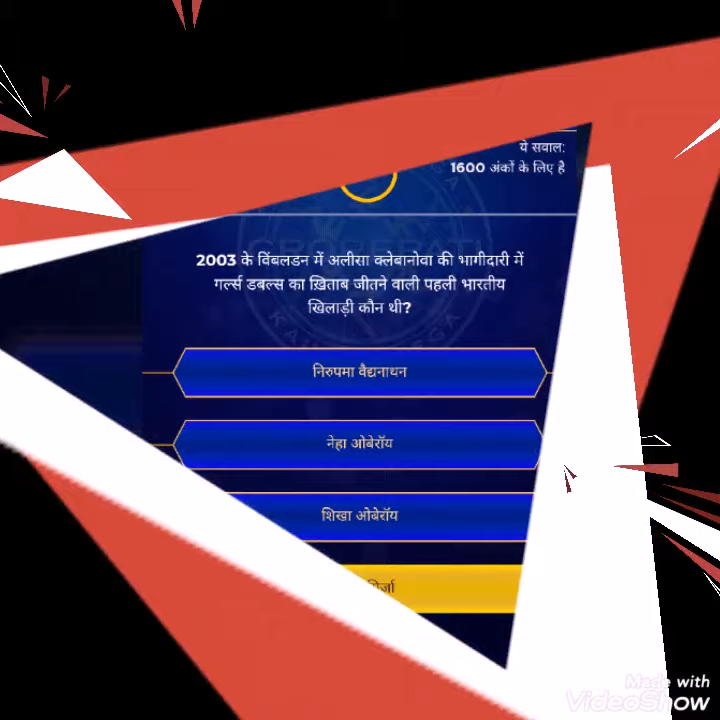 ये सवाल:
1600 अंकों के लिए है
2003 के विंबलडन में अलीसा क्लेबानोवा की भागीदारी में
गर्ल्स डबल्स का ख़िताब जीतने वाली पहली भारतीय
खिलाड़ी कौन थी?
निरुपमा वैद्यनाथन
नेहा ओबेरॉय
शिखा ओबेरॉय
Made with
VideoShow